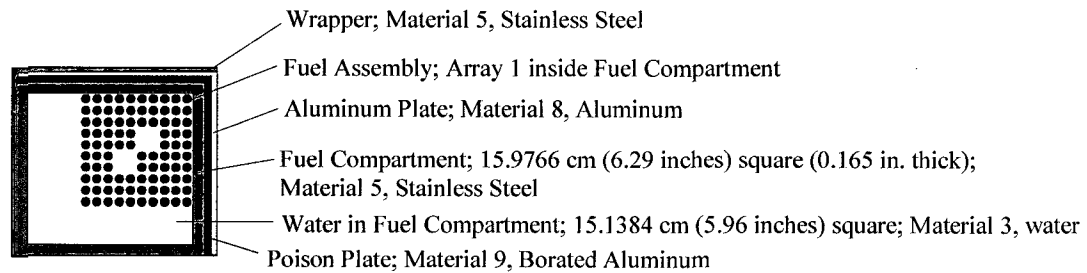 Wrapper; Material 5, Stainless Steel
Fuel Assembly; Array 1 inside Fuel Compartment
Aluminum Plate; Material 8, Aluminum
Fuel Compartment; 15.9766 cm (6.29 inches) square (0.165 in. thick);
Material 5, Stainless Steel
Water in Fuel Compartment; 15.1384 cm (5.96 inches) square; Material 3, water
Poison Plate; Material 9, Borated Aluminum